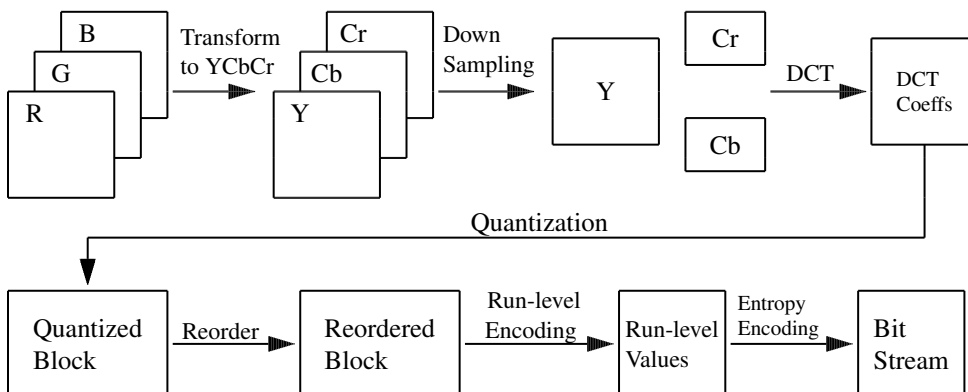 B
G
R
Transform
to YCbCr
Cr
Cb
Y
Down
Sampling
Y
Cr
Cb
DCT
DCT
Coeffs
Quantization
Quantized
Block
Reorder
Reordered
Block
Run-level
Encoding
Run-level
Values
Entropy
Encoding
Bit
Stream